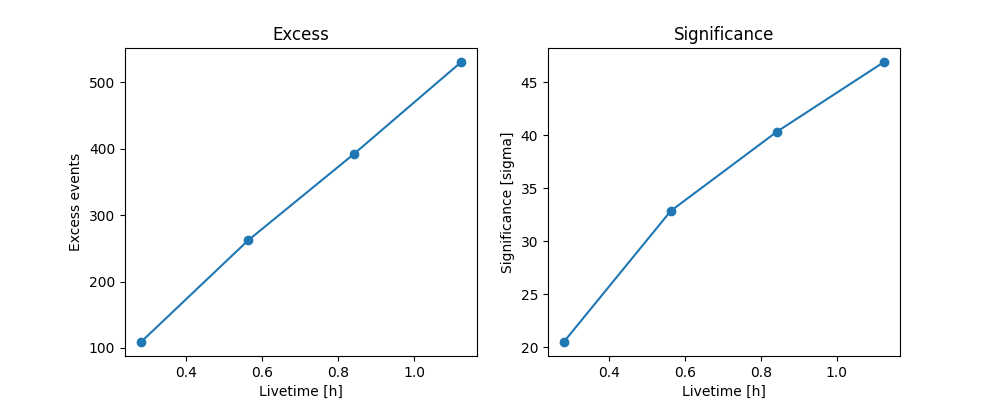 Excess
Excess events
500
400
300
200
100
0.4 0.6 0.8 1.0
Livetime [h]
Significance
Significance [sigma]
45
40
35
30
25
20
0.4 0.6 0.8 1.0
Livetime [h]